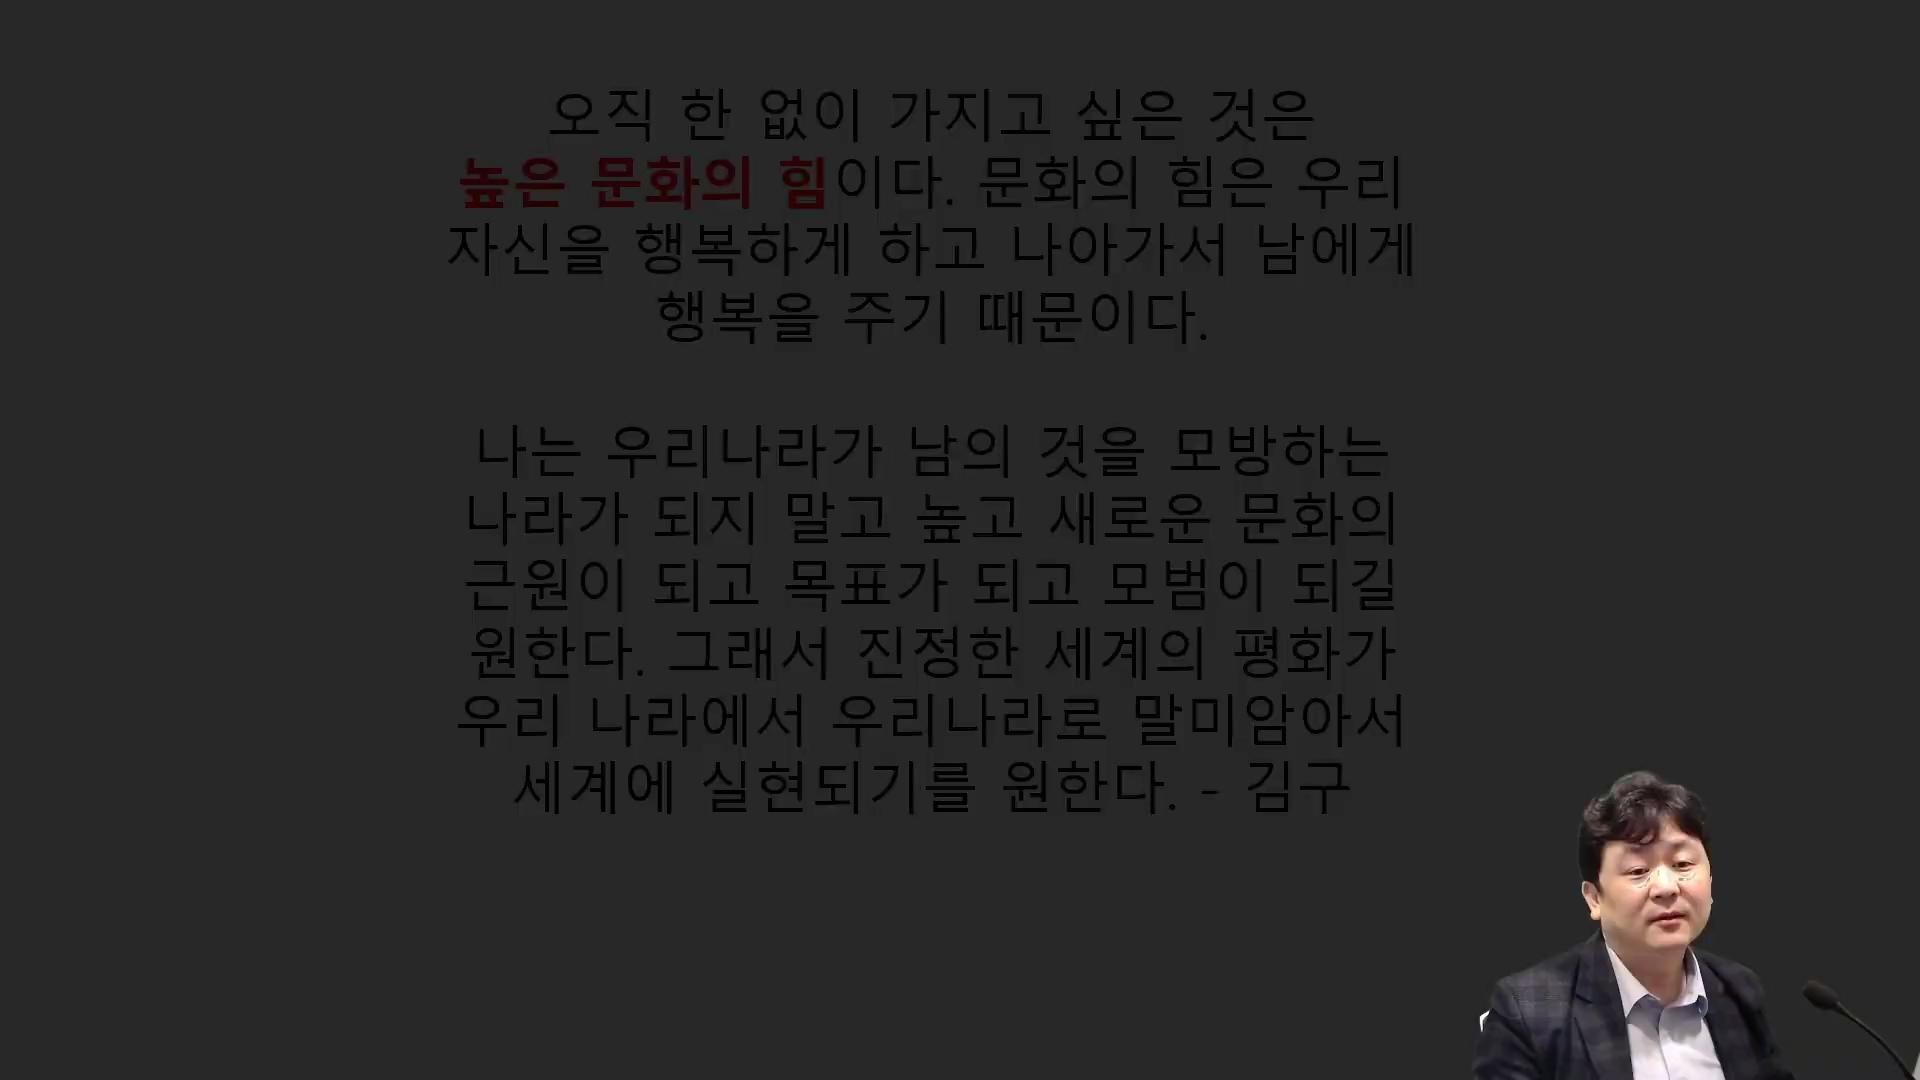 오직 한 없이 가지고 싶은 것은
높은 문화의 힘이다. 문화의 힘은 우리
자신을 행복하게 하고 나아가서 남에게
행복을 주기 때문이다.
나는 우리나라가 남의 것을 모방하는
나라가 되지 말고 높고 새로운 문화의
근원이 되고 목표가 되고 모범이 되길
원한다. 그래서 진정한 세계의 평화가
우리 나라에서 우리나라로 말미암아서
세계에 실현되기를 원한다. - 김구